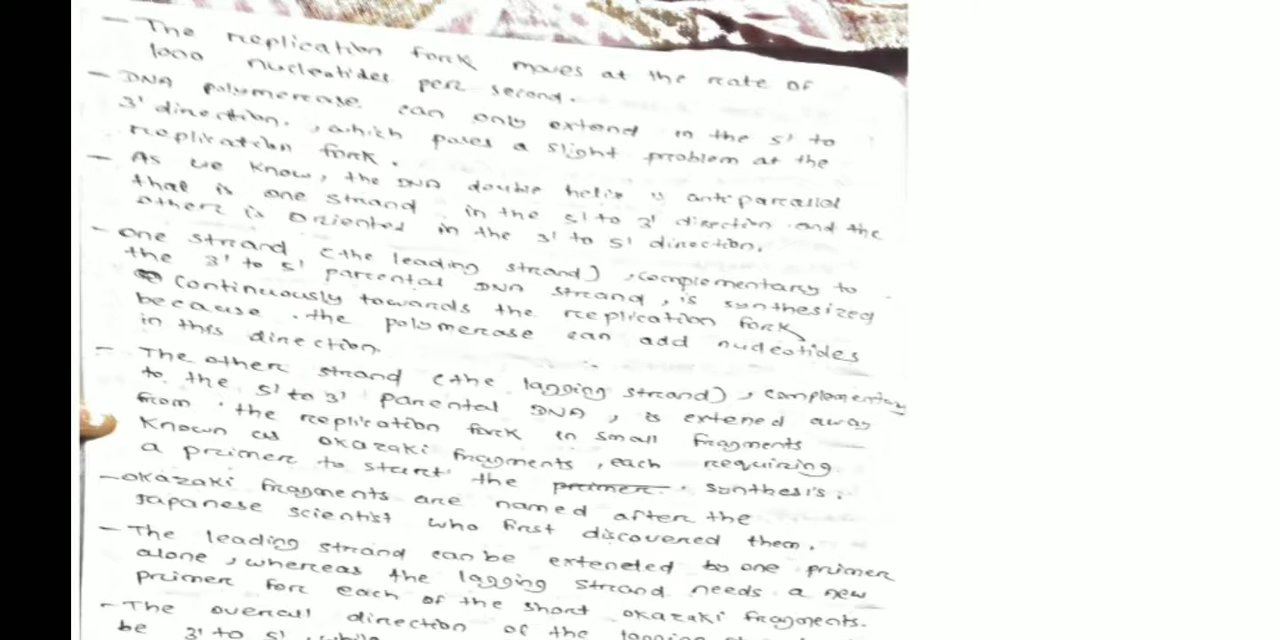 - The replication fork moves at the rate of
1000 nucleotides per second.
- DNA polymerase can only extend in the 5' to
3' direction, which poses a slight problem at the
replication fork.
- As we know, the DNA double helix is anti parallel
that is one strand in the 5' to 3' direction and the
other is oriented in the 3' to 5' direction.
- one strand (the leading strand), complementary to
the 3' to 5' parental DNA strand, is synthesized
continuously towards the replication fork
because the polymerase can add nucleotides
in this direction.
- The other strand (the lagging strand), complementary
to the 5' to 3' parental DNA, is extened away
from the replication fork in small fragments
known as okazaki fragments, each requiring
a primer to start the primer synthesis.
- okazaki fragments are named after the
Japanese scientist who first discovered them.
- The leading strand can be exteneted by one primer
alone, whereas the lagging strand needs a new
primer for each of the short okazaki fragments.
- The overall direction of the lagging
be 3' to 5', while